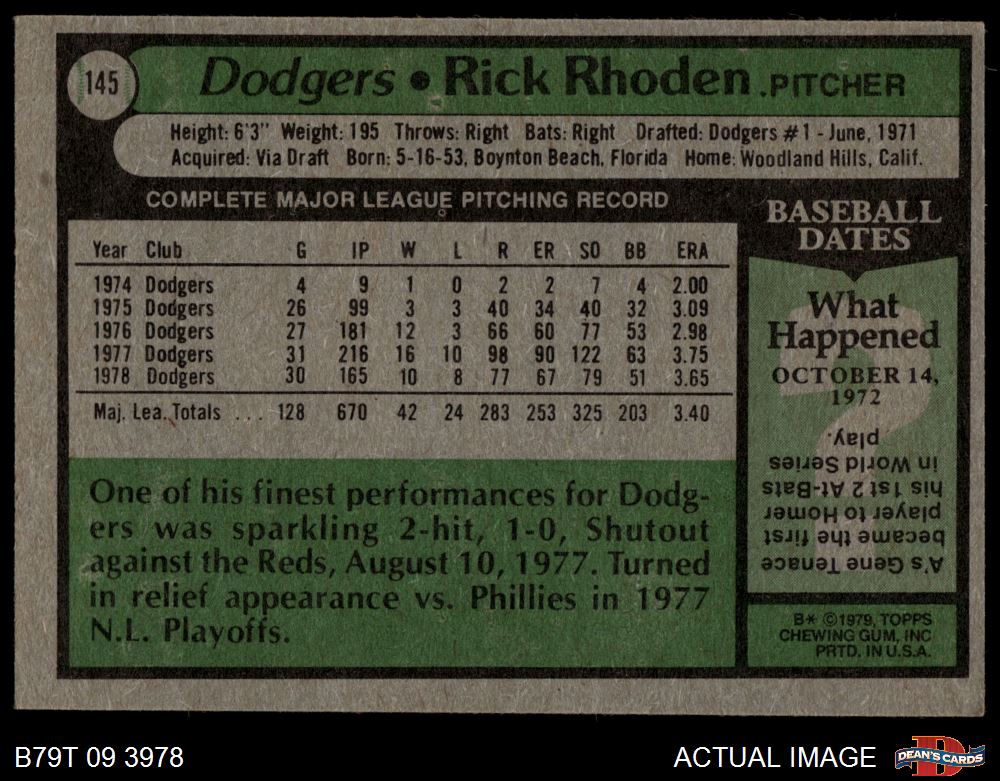 145
Dodgers • Rick Rhoden .PITCHER
Height: 6'3" Weight: 195 Throws: Right Bats: Right Drafted: Dodgers #1 - June, 1971
Acquired: Via Draft Born: 5-16-53, Boynton Beach, Florida Home: Woodland Hills, Calif.
COMPLETE MAJOR LEAGUE PITCHING RECORD
Year Club G IP W L R ER SO BB ERA
1974 Dodgers 4 9 1 0 2 2 7 4 2.00
1975 Dodgers 26 99 3 3 40 34 40 32 3.09
1976 Dodgers 27 181 12 3 66 60 77 53 2.98
1977 Dodgers 31 216 16 10 98 90 122 63 3.75
1978 Dodgers 30 165 10 8 77 67 79 51 3.65
Maj. Lea. Totals ... 128 670 42 24 283 253 325 203 3.40
One of his finest performances for Dodg-
ers was sparkling 2-hit, 1-0, Shutout
against the Reds, August 10, 1977. Turned
in relief appearance vs. Phillies in 1977
N.L. Playoffs.
BASEBALL
DATES
What
Happened
OCTOBER 14,
1972
A's Gene Tenace
became the first
player to Homer
his 1st 2 At-Bats
in World Series
play.
B* ©1979, TOPPS
CHEWING GUM, INC
PRTD. IN U.S.A.
B79T 09 3978
ACTUAL IMAGE
DEAN'S CARDS